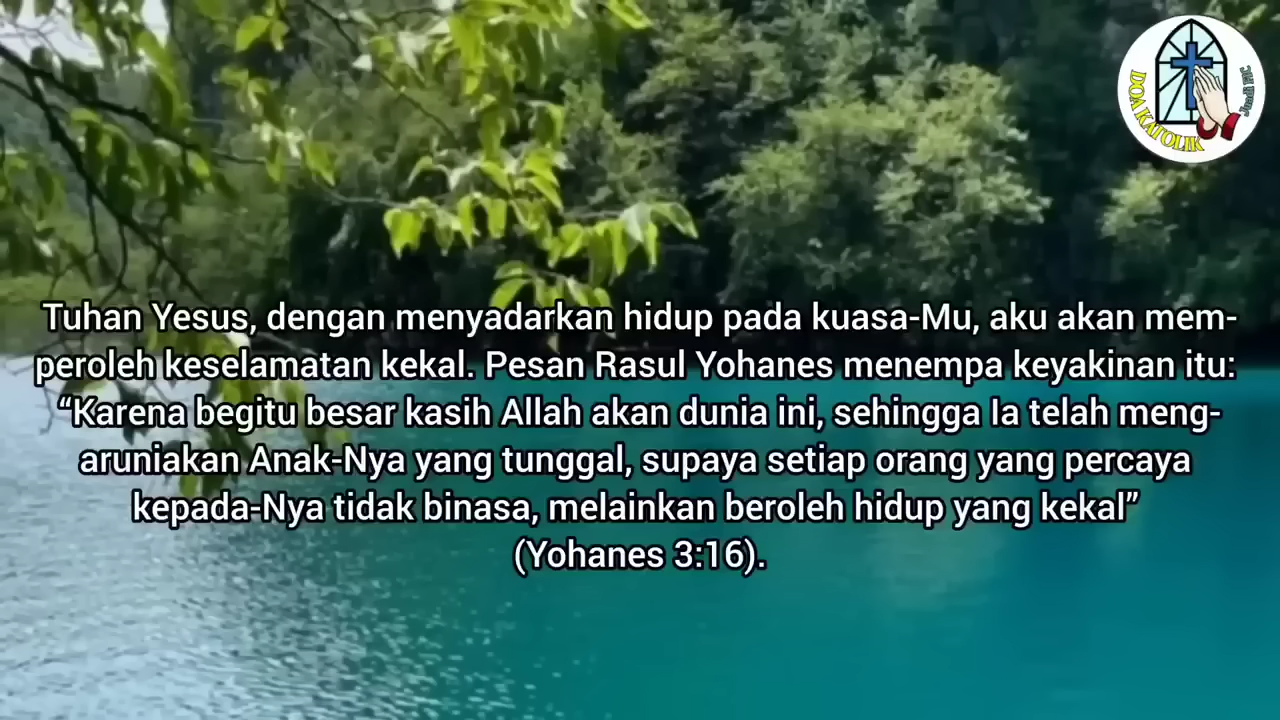 DOA KATOLIK
Tuhan Yesus, dengan menyadarkan hidup pada kuasa-Mu, aku akan mem-
peroleh keselamatan kekal. Pesan Rasul Yohanes menempa keyakinan itu:
“Karena begitu besar kasih Allah akan dunia ini, sehingga Ia telah meng-
aruniakan Anak-Nya yang tunggal, supaya setiap orang yang percaya
kepada-Nya tidak binasa, melainkan beroleh hidup yang kekal”
(Yohanes 3:16).